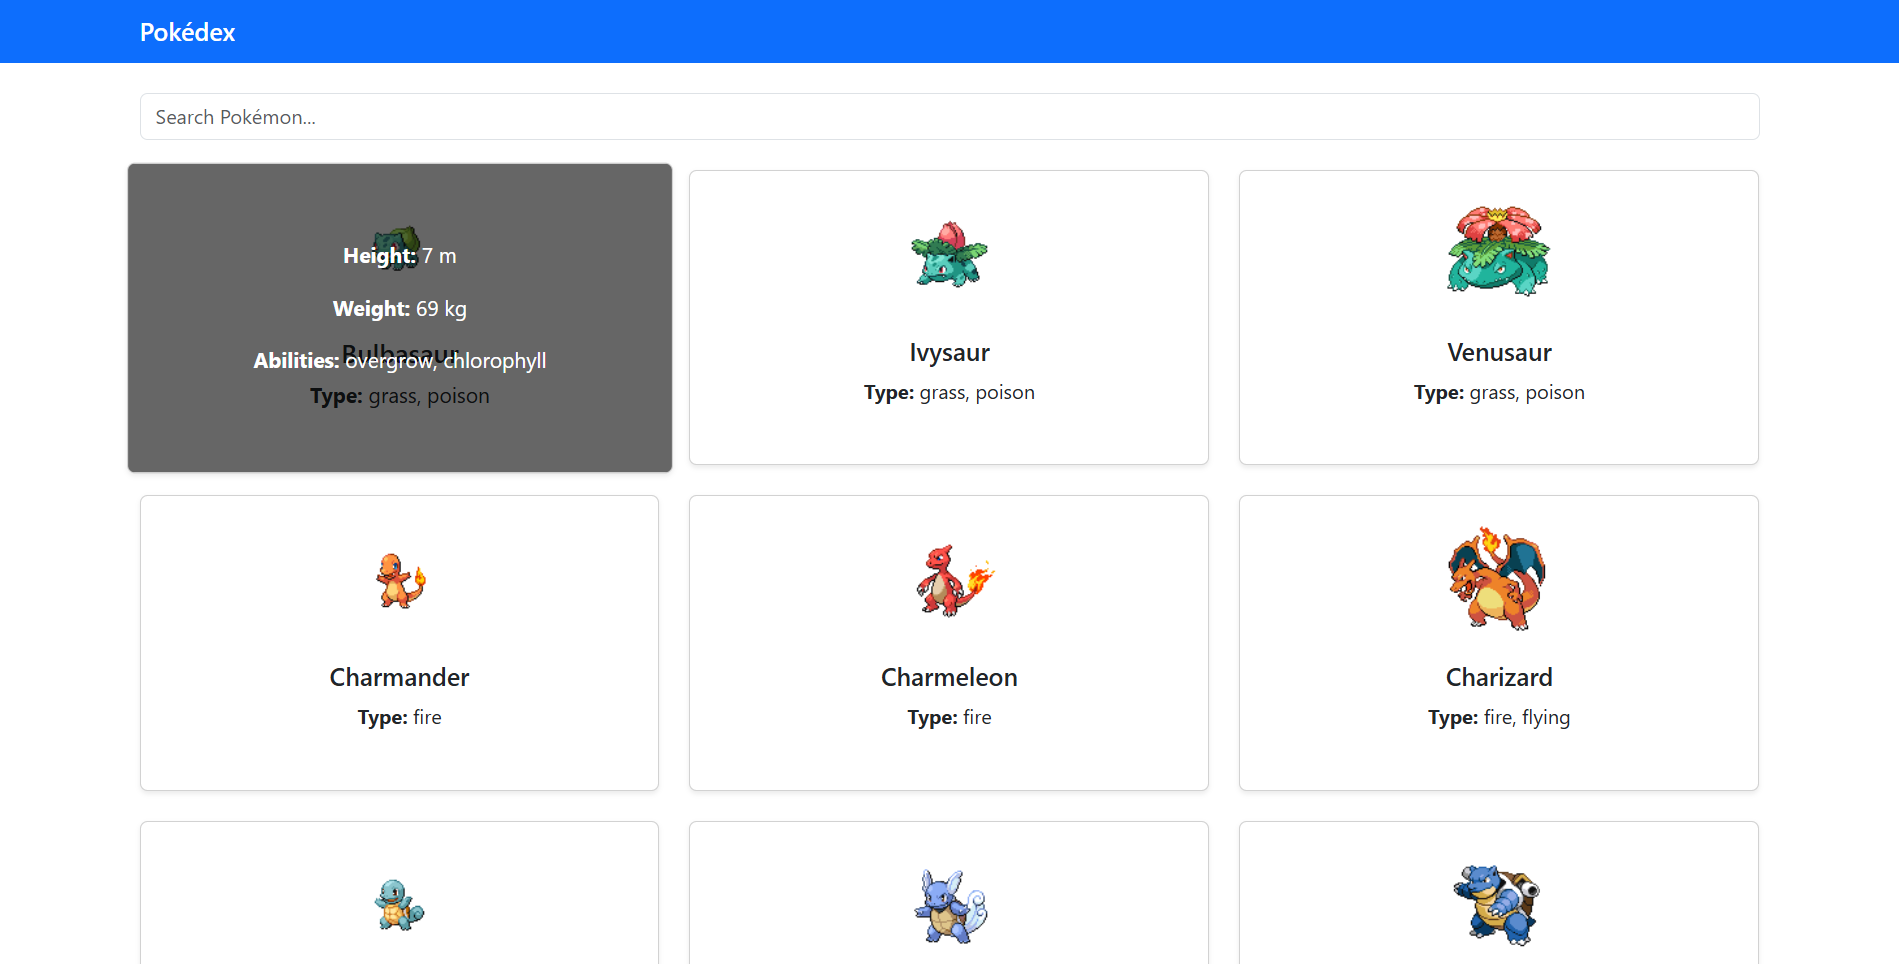 Pokédex
Search Pokémon...
Height: 7 m
Weight: 69 kg
Bulbasaur
Abilities: overgrow, chlorophyll
Type: grass, poison
Ivysaur
Type: grass, poison
Venusaur
Type: grass, poison
Charmander
Type: fire
Charmeleon
Type: fire
Charizard
Type: fire, flying